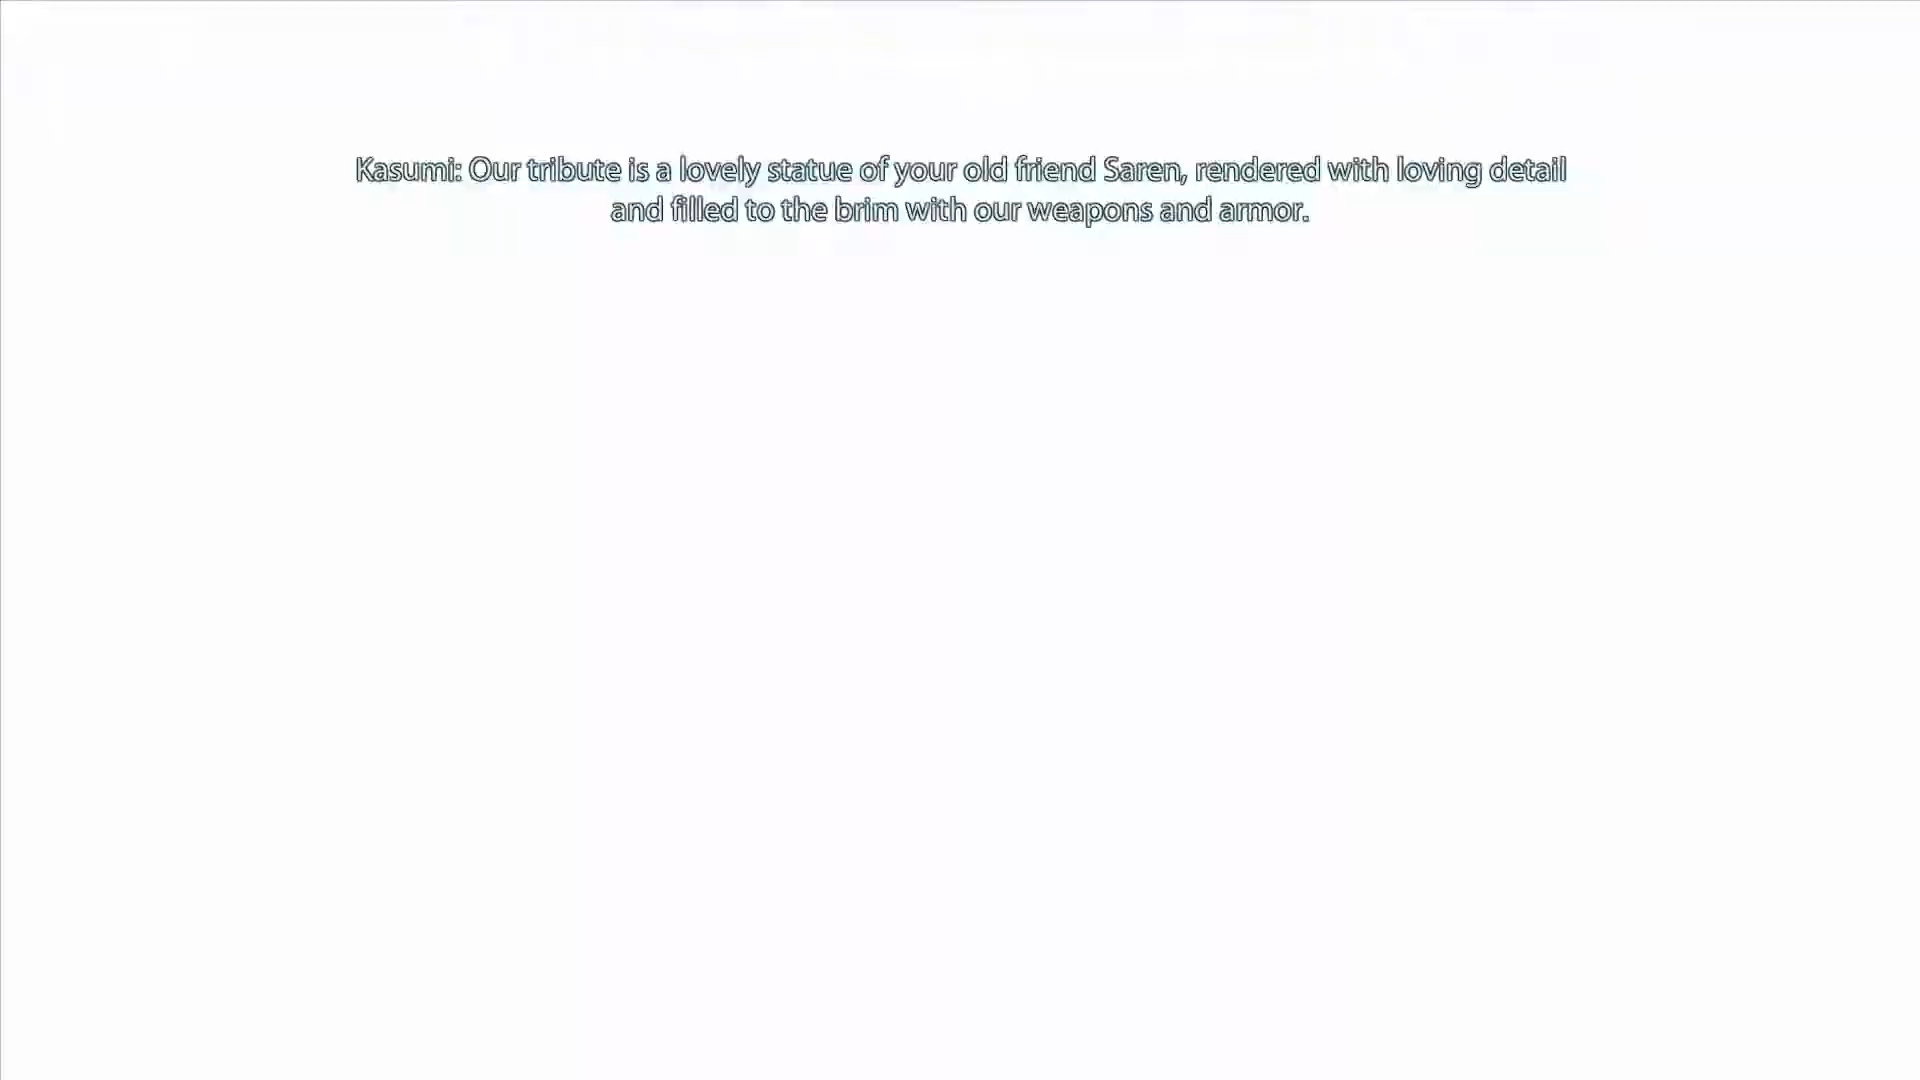 Kasumi: Our tribute is a lovely statue of your old friend Saren, rendered with loving detail
and filled to the brim with our weapons and armor.